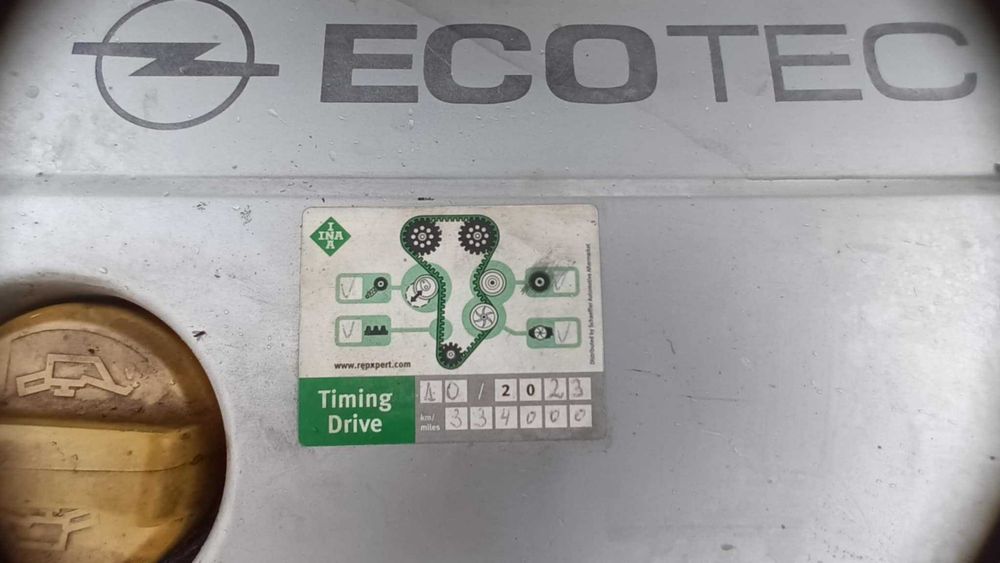 ECOTEC
INA
www.repxpert.com
Distributed by Schaeffler Automotive Aftermarket
Timing
Drive
10 / 2023
km/
miles
334000